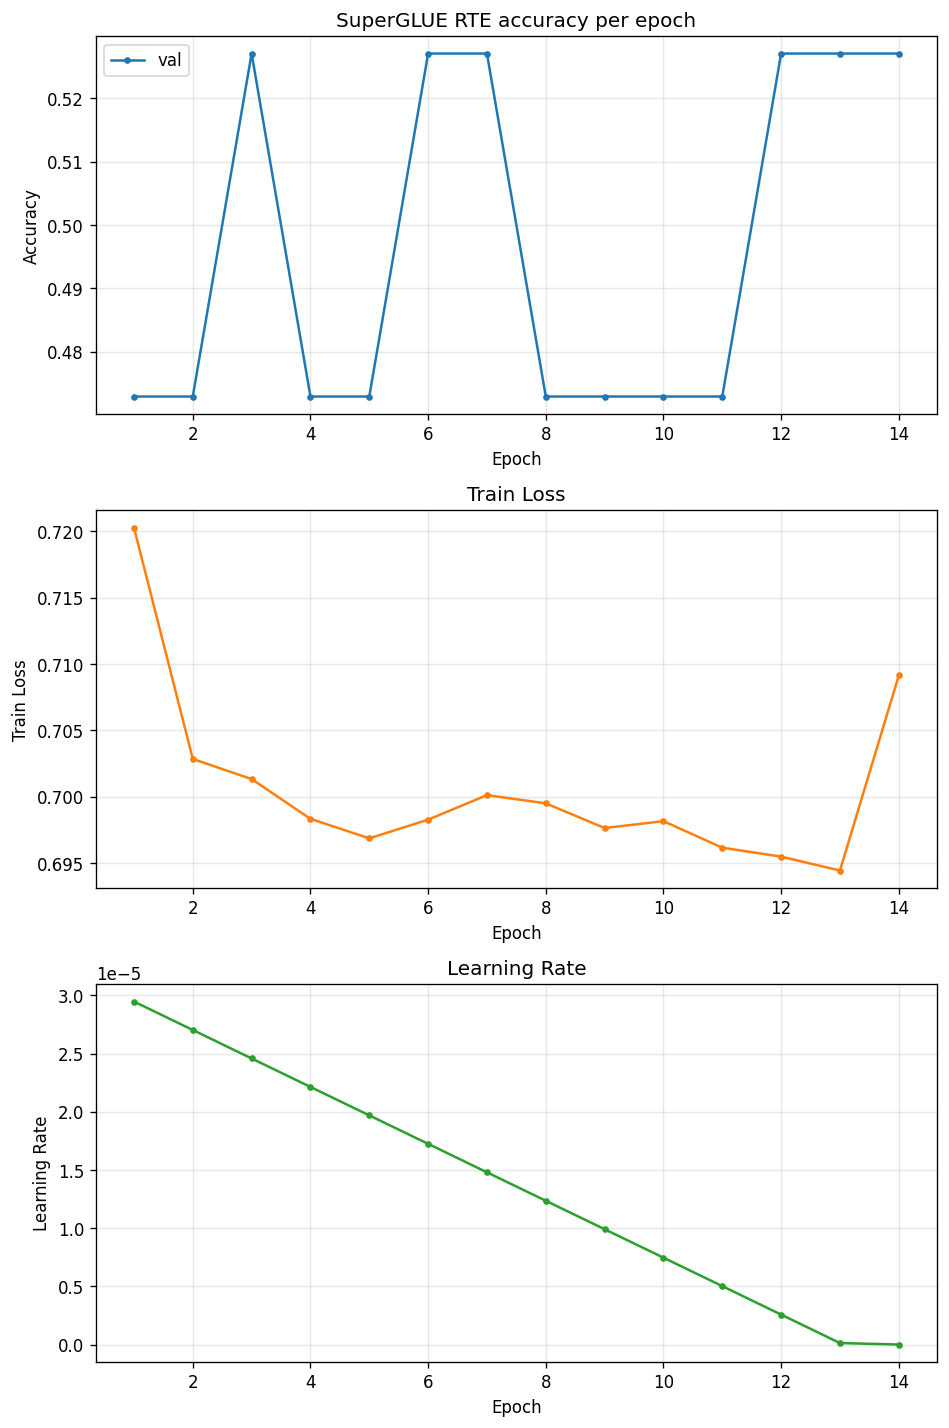 SuperGLUE RTE accuracy per epoch
val
Accuracy
0.52
0.51
0.50
0.49
0.48
2 4 6 8 10 12 14
Epoch
Train Loss
Train Loss
0.720
0.715
0.710
0.705
0.700
0.695
2 4 6 8 10 12 14
Epoch
Learning Rate
1e−5
Learning Rate
3.0
2.5
2.0
1.5
1.0
0.5
0.0
2 4 6 8 10 12 14
Epoch